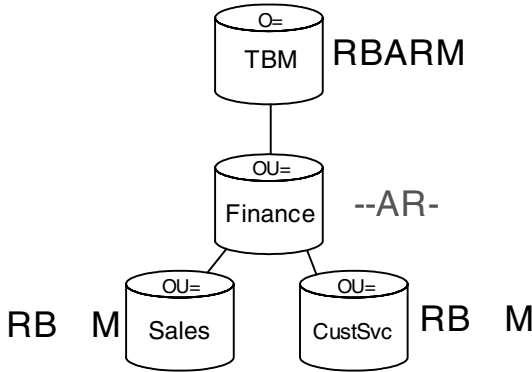 O=
TBM RBARM
OU=
Finance --AR-
OU= OU=
RB M Sales CustSvc RB M